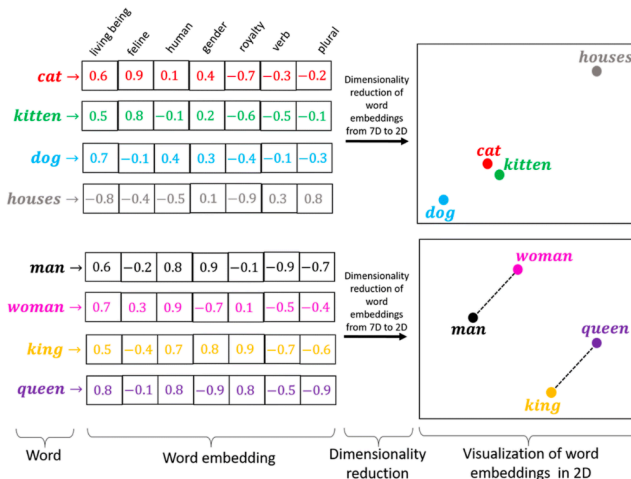 living being feline human gender royalty verb plural
cat → 0.6 0.9 0.1 0.4 −0.7 −0.3 −0.2
kitten → 0.5 0.8 −0.1 0.2 −0.6 −0.5 −0.1
dog → 0.7 −0.1 0.4 0.3 −0.4 −0.1 −0.3
houses → −0.8 −0.4 −0.5 0.1 −0.9 0.3 0.8
Dimensionality
reduction of
word
embeddings
from 7D to 2D
houses
cat
kitten
dog
man → 0.6 −0.2 0.8 0.9 −0.1 −0.9 −0.7
woman → 0.7 0.3 0.9 −0.7 0.1 −0.5 −0.4
king → 0.5 −0.4 0.7 0.8 0.9 −0.7 −0.6
queen → 0.8 −0.1 0.8 −0.9 0.8 −0.5 −0.9
Dimensionality
reduction of
word
embeddings
from 7D to 2D
woman
man
queen
king
Word
Word embedding
Dimensionality
reduction
Visualization of word
embeddings in 2D